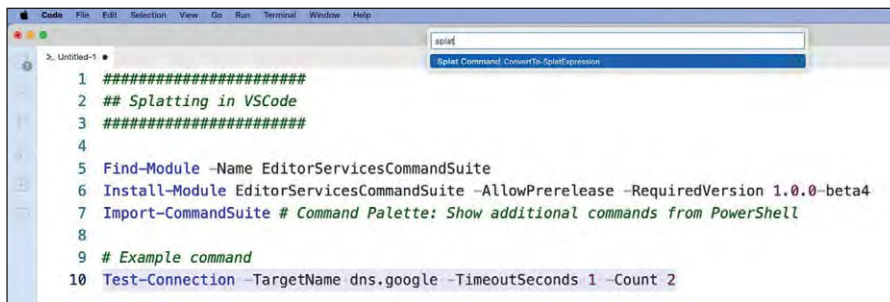 Code File Edit Selection View Go Run Terminal Window Help
splat
Untitled-1
Splat Command ConvertTo-SplatExpression
1 #######################
2 ## Splatting in VSCode
3 #######################
4
5 Find-Module -Name EditorServicesCommandSuite
6 Install-Module EditorServicesCommandSuite -AllowPrerelease -RequiredVersion 1.0.0-beta4
7 Import-CommandSuite # Command Palette: Show additional commands from PowerShell
8
9 # Example command
10 Test-Connection -TargetName dns.google -TimeoutSeconds 1 -Count 2